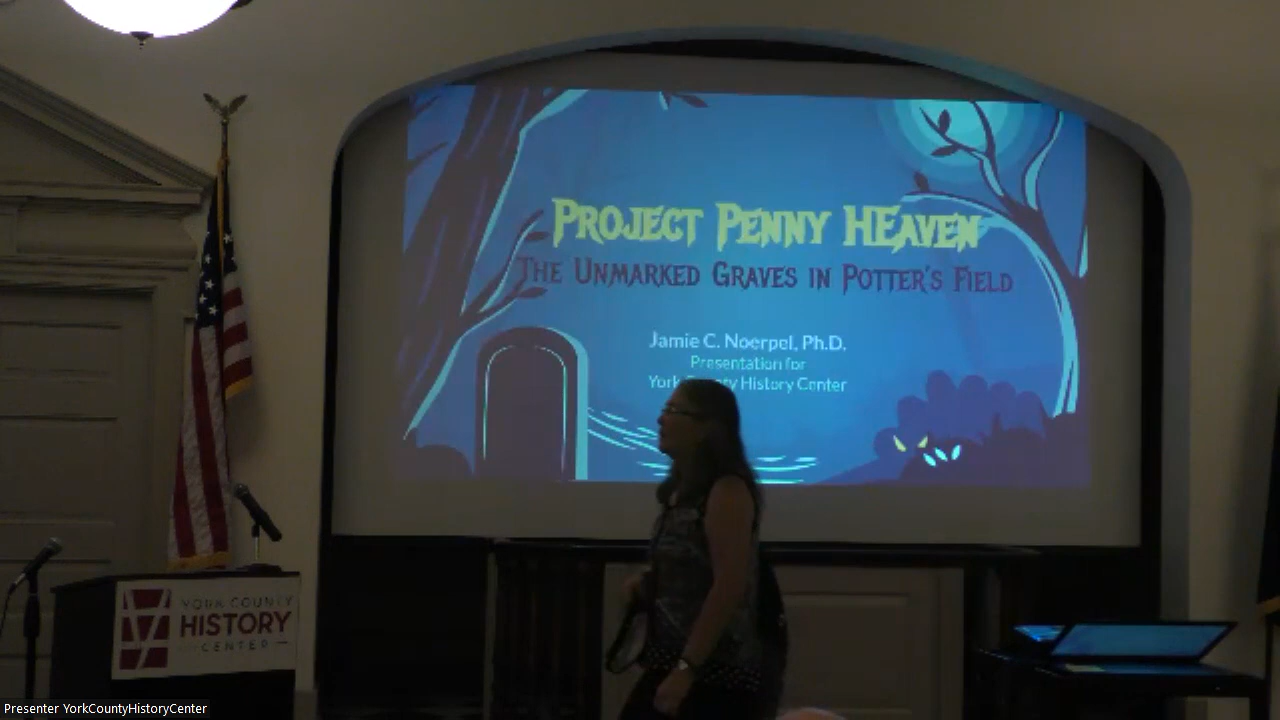 PROJECT PENNY HEAVEN
THE UNMARKED GRAVES IN POTTER'S FIELD
Jamie C. Noerpel, Ph.D.
Presentation for
York County History Center
YORK COUNTY
HISTORY
CENTER
Presenter YorkCountyHistoryCenter